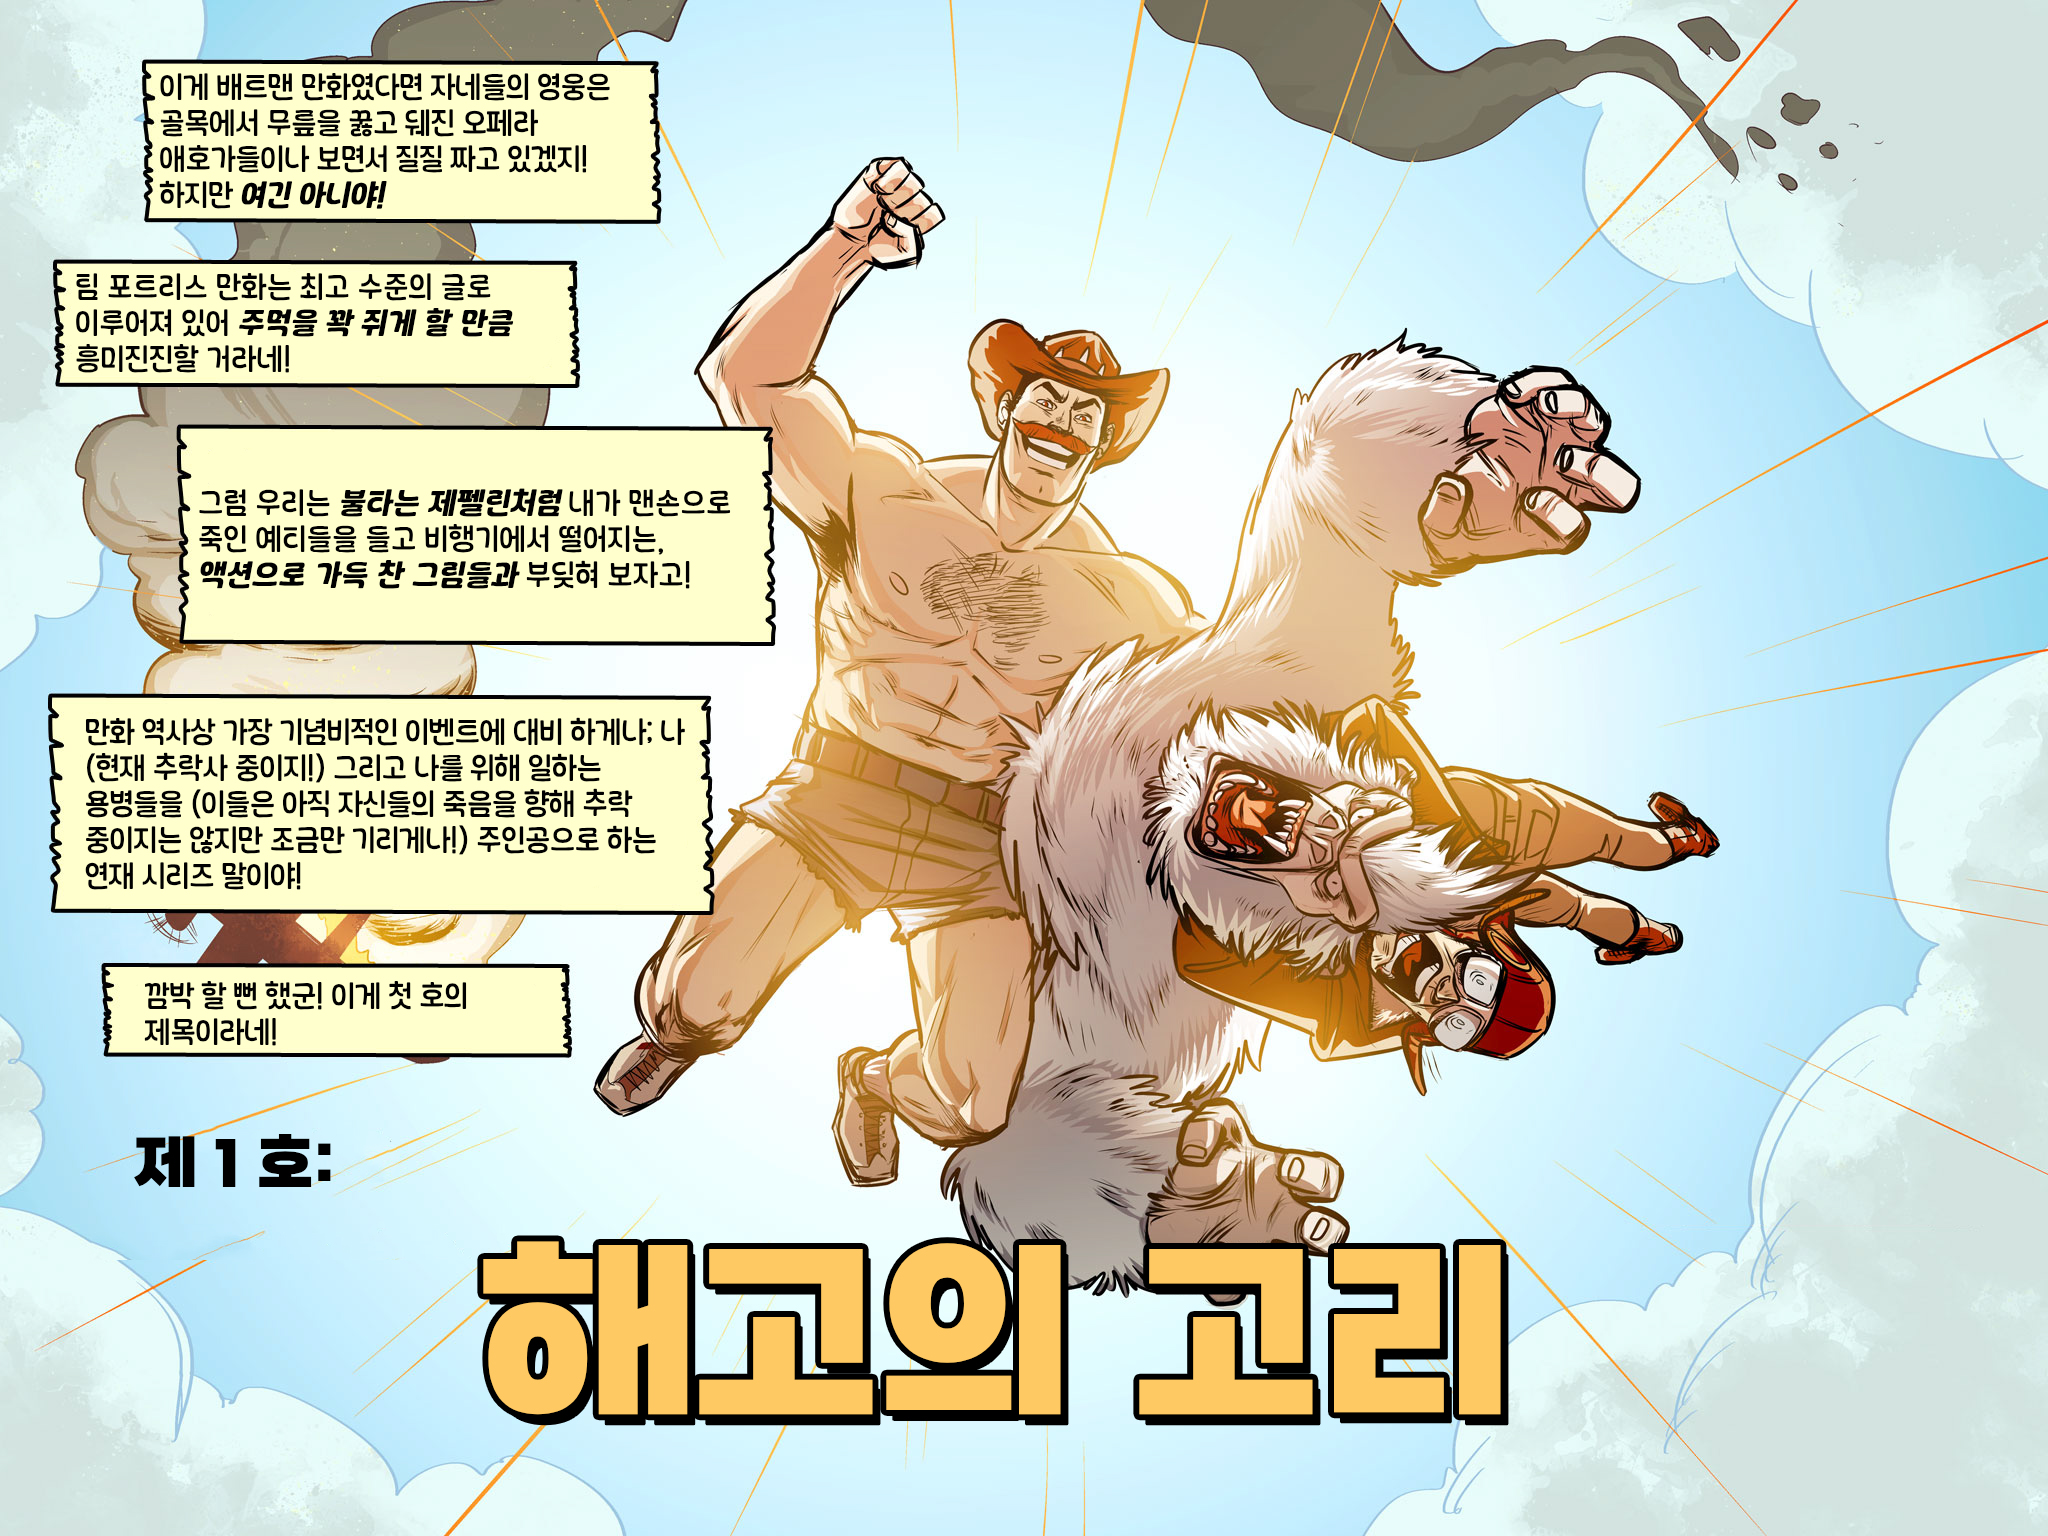 이게 배트맨 만화였다면 자네들의 영웅은
골목에서 무릎을 꿇고 뒈진 오페라
애호가들이나 보면서 질질 짜고 있겠지!
하지만 여긴 아니야!
팀 포트리스 만화는 최고 수준의 글로
이루어져 있어 주먹을 꽉 쥐게 할 만큼
흥미진진할 거라네!
그럼 우리는 불타는 제펠린처럼 내가 맨손으로
죽인 예티들을 들고 비행기에서 떨어지는,
액션으로 가득 찬 그림들과 부딪혀 보자고!
만화 역사상 가장 기념비적인 이벤트에 대비 하게나; 나
(현재 추락사 중이지!) 그리고 나를 위해 일하는
용병들을 (이들은 아직 자신들의 죽음을 향해 추락
중이지는 않지만 조금만 기리게나!) 주인공으로 하는
연재 시리즈 말이야!
깜박 할 뻔 했군! 이게 첫 호의
제목이라네!
제 1 호:
해고의 고리